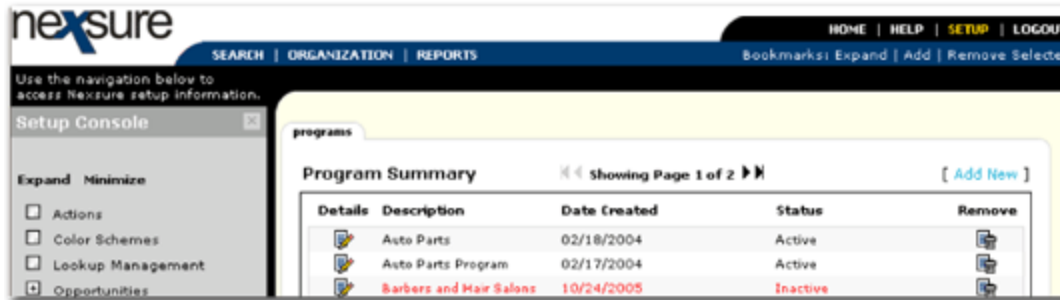 nexsure
HOME | HELP | SETUP | LOGOU
SEARCH | ORGANIZATION | REPORTS
Bookmarks: Expand | Add | Remove Selecte
Use the navigation below to
access Nexsure setup information.
Setup Console
programs
Program Summary
Showing Page 1 of 2
[ Add New ]
Expand Minimize
Details Description Date Created Status Remove
Actions
Auto Parts 02/18/2004 Active
Color Schemes
Auto Parts Program 02/17/2004 Active
Lookup Management
Barbers and Hair Salons 10/24/2005 Inactive
Opportunities